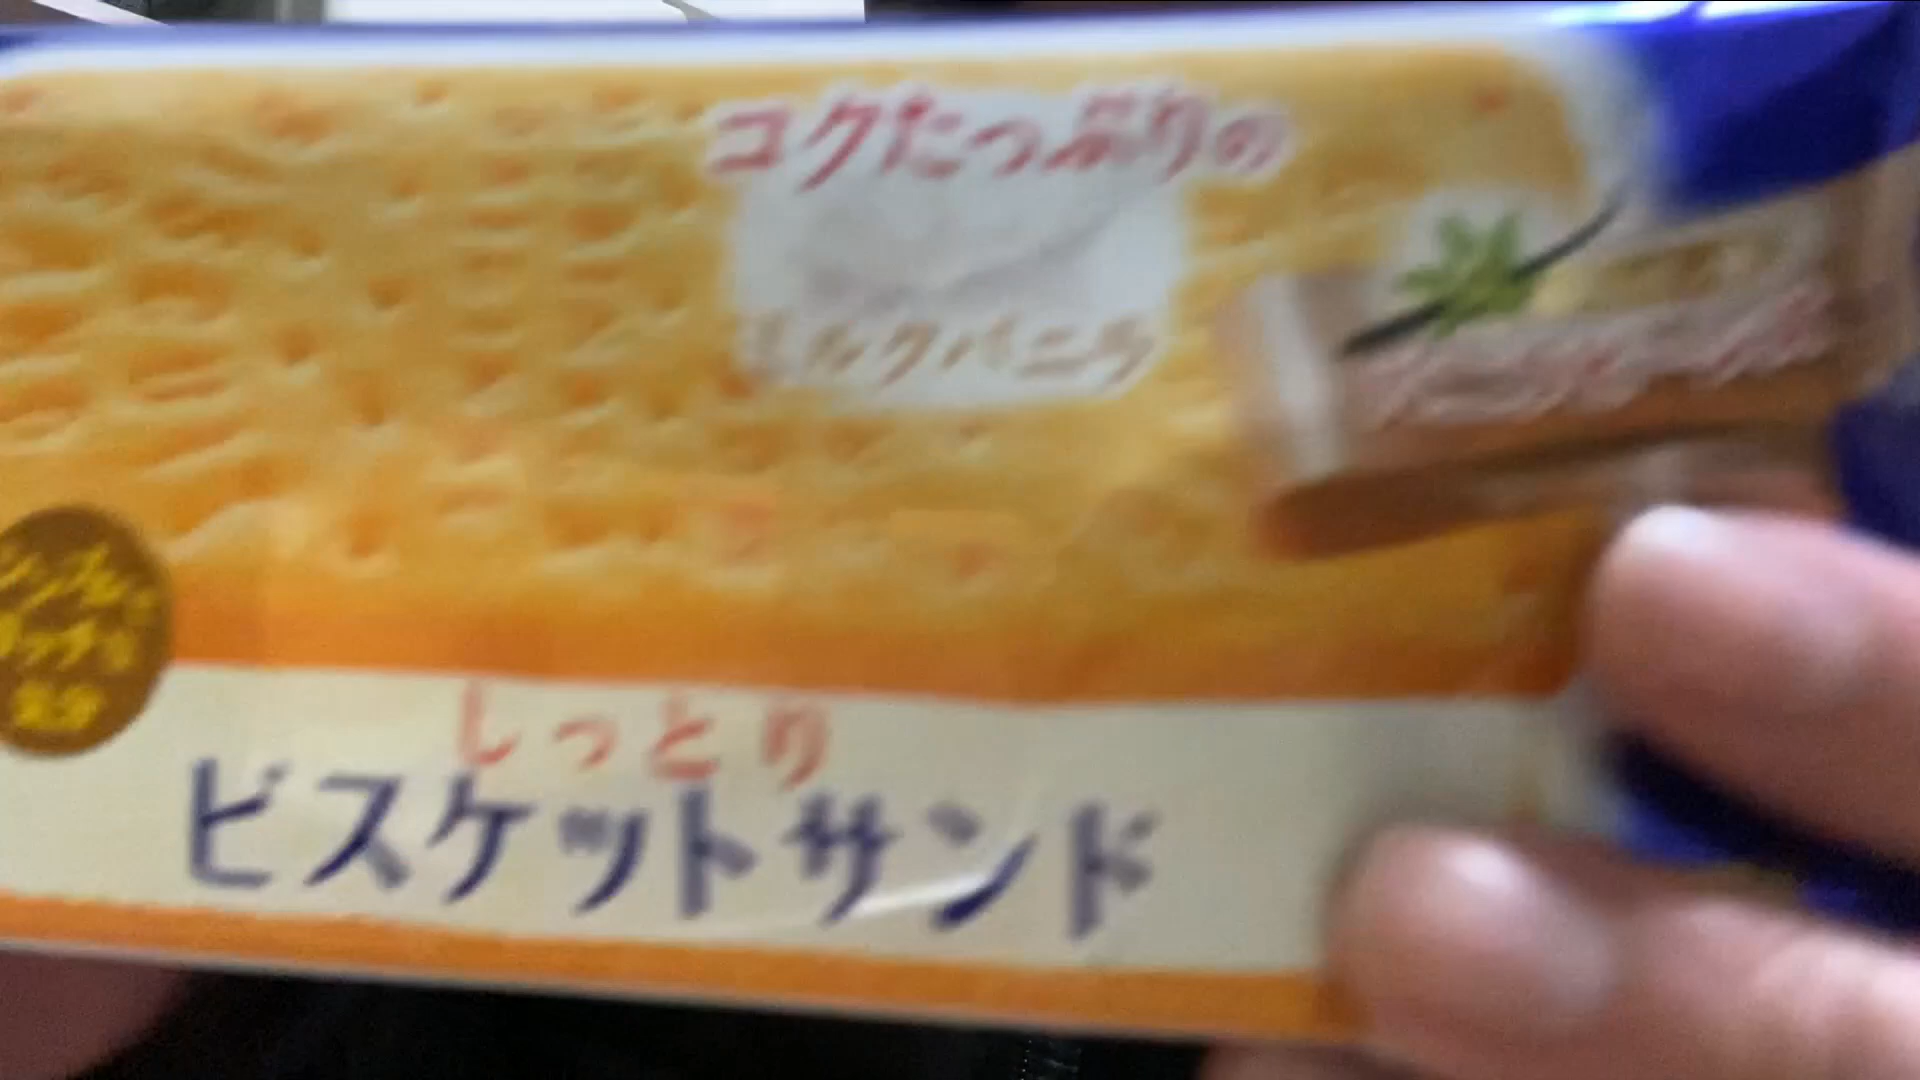 コクたっぷりの
ミルクバニラ
しっとり
ビスケットサンド